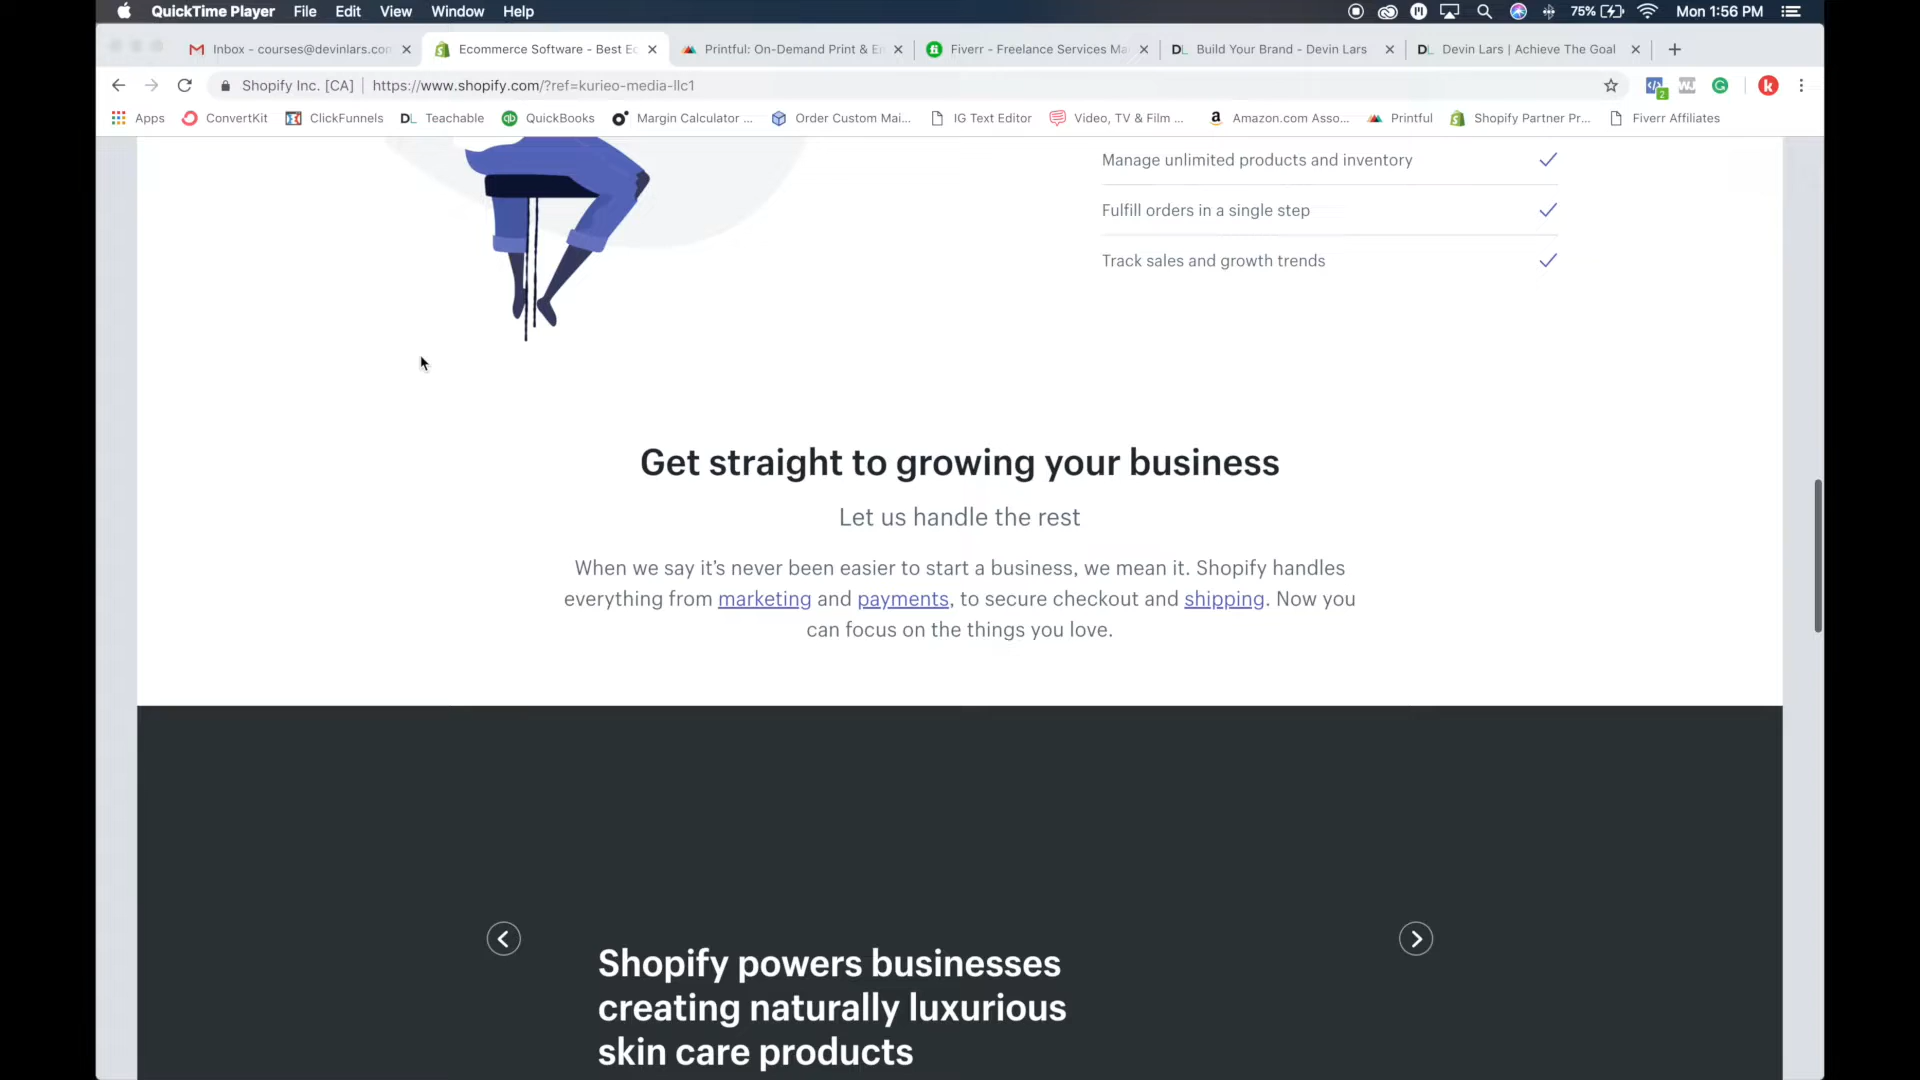 QuickTime Player File Edit View Window Help 75% Mon 1:56 PM
Inbox - courses@devinlars.con Ecommerce Software - Best Ec Printful: On-Demand Print & E Fiverr - Freelance Services Ma Build Your Brand - Devin Lars DL Devin Lars | Achieve The Goal
Shopify Inc. [CA] https://www.shopify.com/?ref=kurieo-media-llc1
Apps ConvertKit ClickFunnels DL Teachable QuickBooks Margin Calculator ... Order Custom Mai... IG Text Editor Video, TV & Film ... Amazon.com Asso... Printful Shopify Partner Pr... Fiverr Affiliates
Manage unlimited products and inventory
Fulfill orders in a single step
Track sales and growth trends
Get straight to growing your business
Let us handle the rest
When we say it's never been easier to start a business, we mean it. Shopify handles
everything from marketing and payments, to secure checkout and shipping. Now you
can focus on the things you love.
Shopify powers businesses
creating naturally luxurious
skin care products